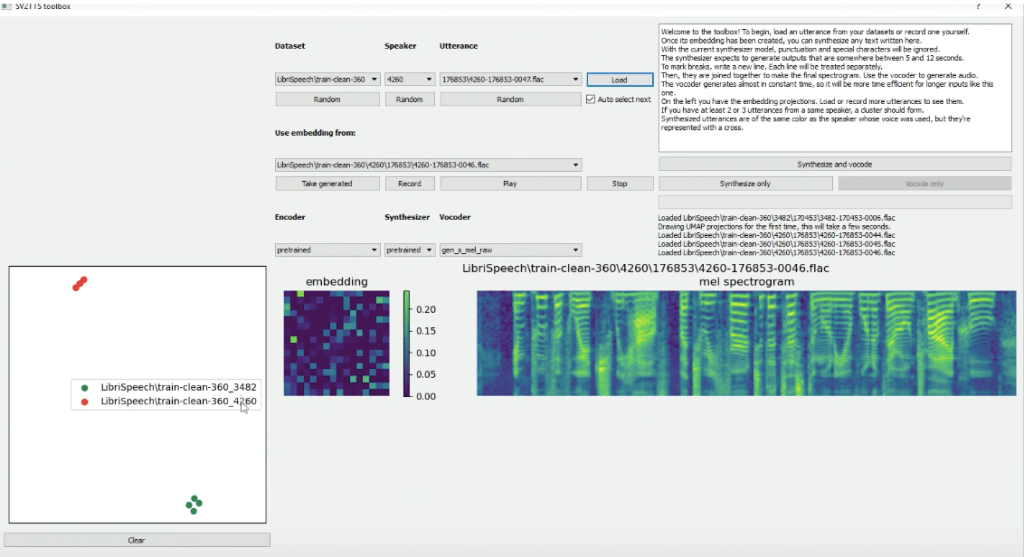 SV2TTS toolbox
? ×
Dataset Speaker Utterance
LibriSpeech\train-clean-360 4260 176853\4260-176853-0047.flac Load
Random Random Random Auto select next
Use embedding from:
LibriSpeech\train-clean-360\4260\176853\4260-176853-0046.flac
Take generated Record Play Stop
Encoder Synthesizer Vocoder
pretrained pretrained gen_s_mel_raw
Welcome to the toolbox! To begin, load an utterance from your datasets or record one yourself.
Once its embedding has been created, you can synthesize any text written here.
With the current synthesizer model, punctuation and special characters will be ignored.
The synthesizer expects to generate outputs that are somewhere between 5 and 12 seconds.
To mark breaks, write a new line. Each line will be treated separately.
Then, they are joined together to make the final spectrogram. Use the vocoder to generate audio.
The vocoder generates almost in constant time, so it will be more time efficient for longer inputs like this
one.
On the left you have the embedding projections. Load or record more utterances to see them.
If you have at least 2 or 3 utterances from a same speaker, a cluster should form.
Synthesized utterances are of the same color as the speaker whose voice was used, but they're
represented with a cross.
Synthesize and vocode
Synthesize only Vocode only
Loaded LibriSpeech\train-clean-360\3482\170453\3482-170453-0006.flac
Drawing UMAP projections for the first time, this will take a few seconds.
Loaded LibriSpeech\train-clean-360\4260\176853\4260-176853-0044.flac
Loaded LibriSpeech\train-clean-360\4260\176853\4260-176853-0045.flac
Loaded LibriSpeech\train-clean-360\4260\176853\4260-176853-0046.flac
LibriSpeech\train-clean-360\4260\176853\4260-176853-0046.flac
embedding mel spectrogram
0.20
0.15
0.10
0.05
0.00
LibriSpeech\train-clean-360_3482
LibriSpeech\train-clean-360_4260
Clear